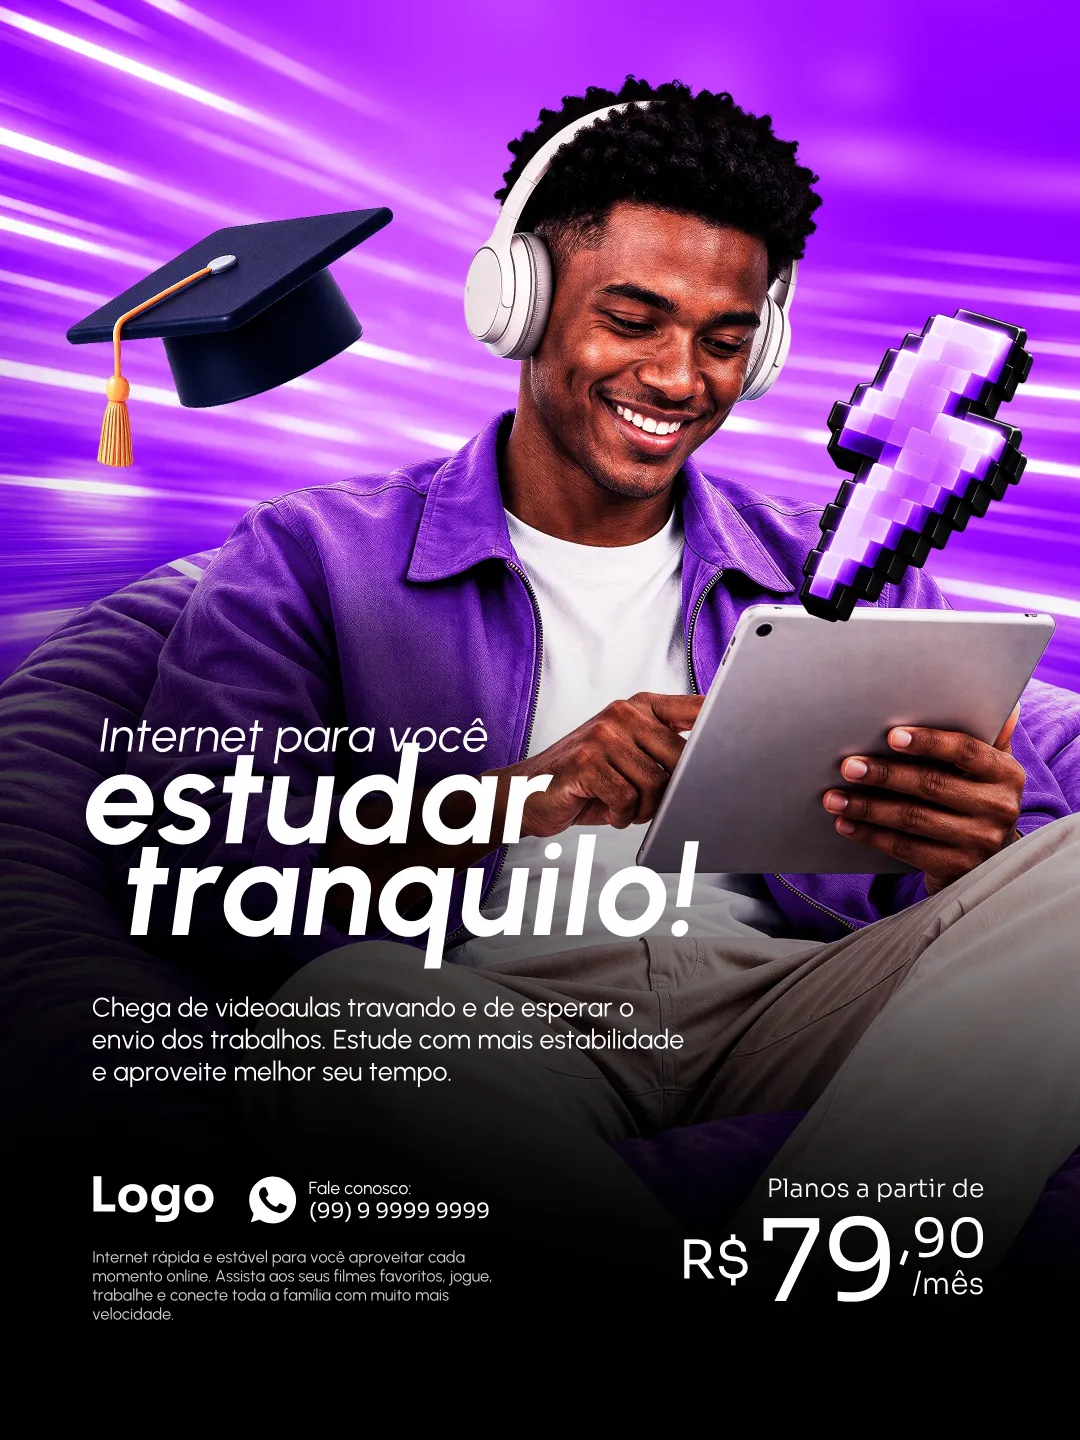 Internet para você
estudar
tranquilo!
Chega de videoaulas travando e de esperar o
envio dos trabalhos. Estude com mais estabilidade
e aproveite melhor seu tempo.
Logo
Fale conosco:
(99) 9 9999 9999
Internet rápida e estável para você aproveitar cada
momento online. Assista aos seus filmes favoritos, jogue,
trabalhe e conecte toda a família com muito mais
velocidade.
Planos a partir de
R$79,90
/mês